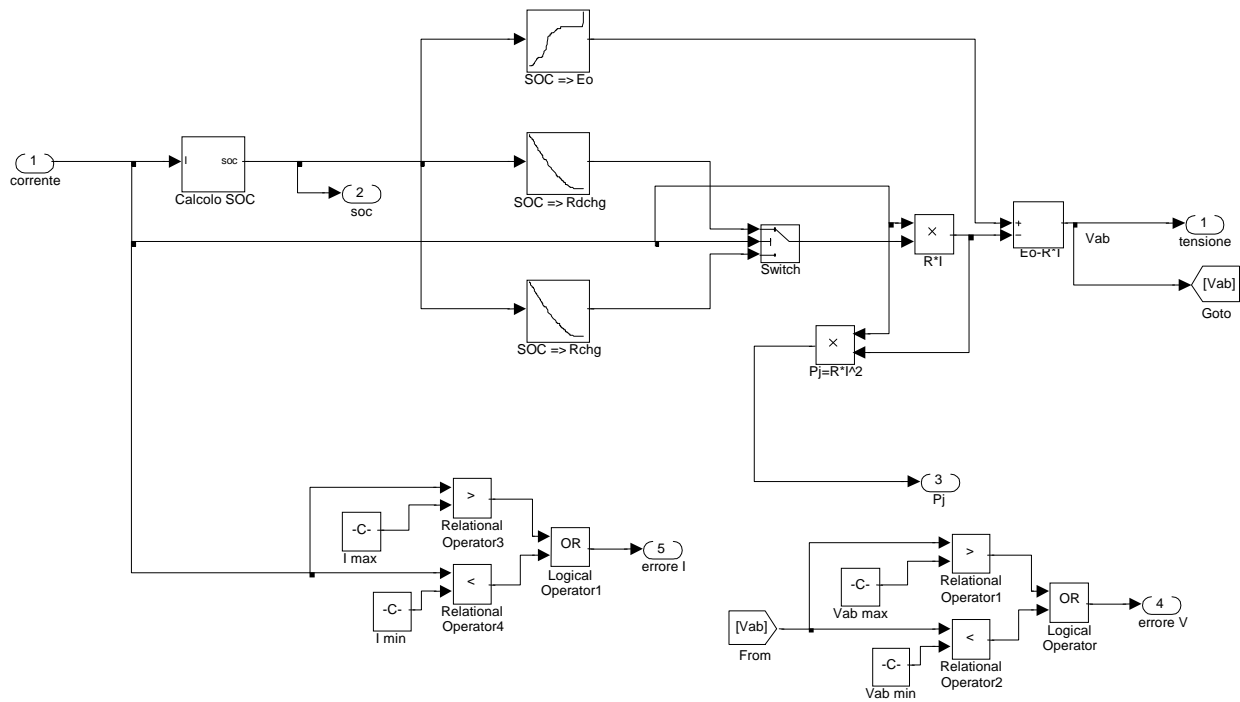 SOC => Eo
1
corrente
I
soc
Calcolo SOC
2
soc
SOC => Rdchg
Switch
×
R*I
+
−
Eo-R*I
Vab
1
tensione
[Vab]
Goto
SOC => Rchg
×
Pj=R*I^2
3
Pj
>
Relational
Operator3
-C-
I max
OR
Logical
Operator1
5
errore I
<
Relational
Operator4
-C-
I min
>
Relational
Operator1
-C-
Vab max
OR
Logical
Operator
4
errore V
[Vab]
From
<
Relational
Operator2
-C-
Vab min